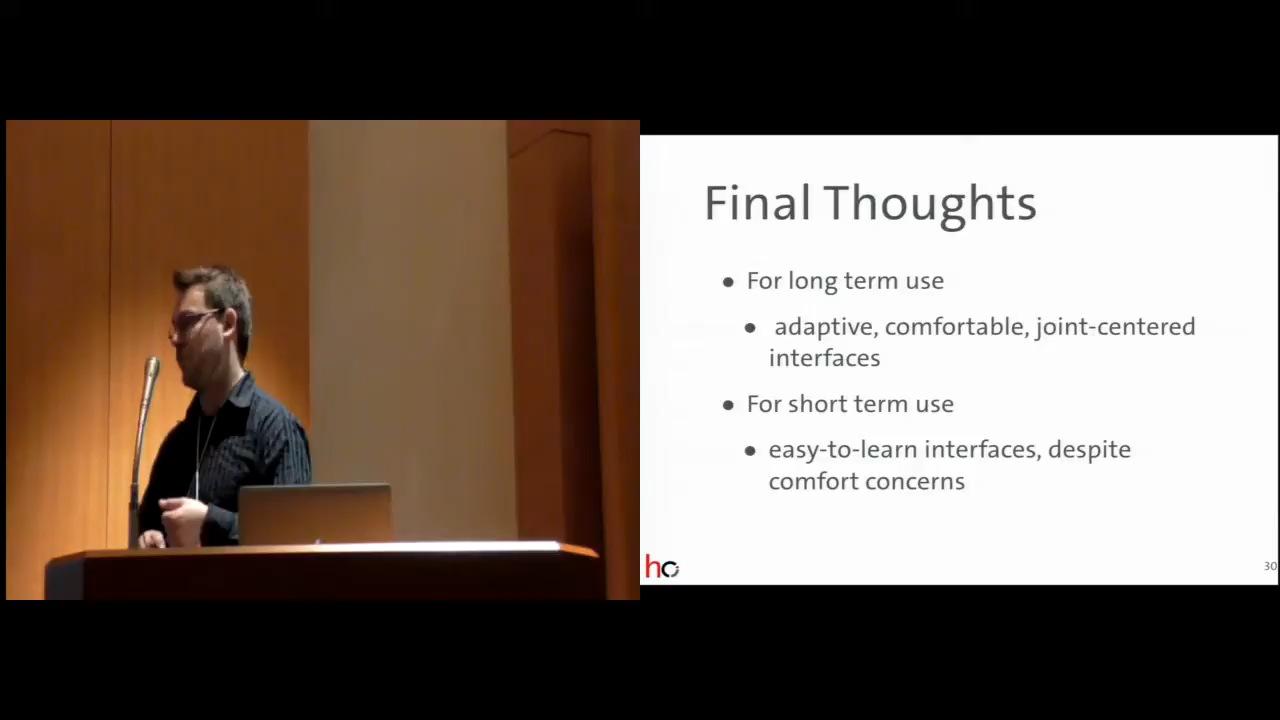 Final Thoughts
● For long term use
● adaptive, comfortable, joint-centered
interfaces
● For short term use
● easy-to-learn interfaces, despite
comfort concerns
hc
30